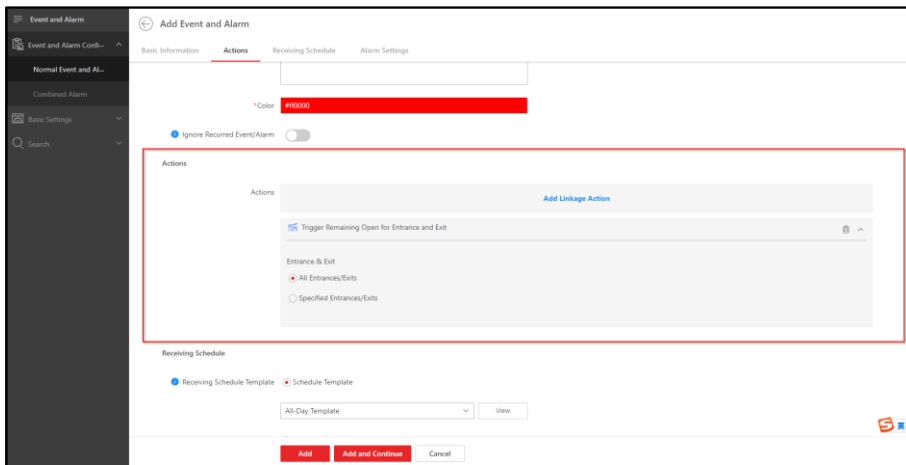 Event and Alarm
Add Event and Alarm
Event and Alarm Confi...
Normal Event and Al...
Combined Alarm
Basic Settings
Search
Basic Information
Actions
Receiving Schedule
Alarm Settings
*Color
#ff0000
Ignore Recurred Event/Alarm
Actions
Actions
Add Linkage Action
Trigger Remaining Open for Entrance and Exit
Entrance & Exit
All Entrances/Exits
Specified Entrances/Exits
Receiving Schedule
Receiving Schedule Template
Schedule Template
All-Day Template
View
Add
Add and Continue
Cancel
英